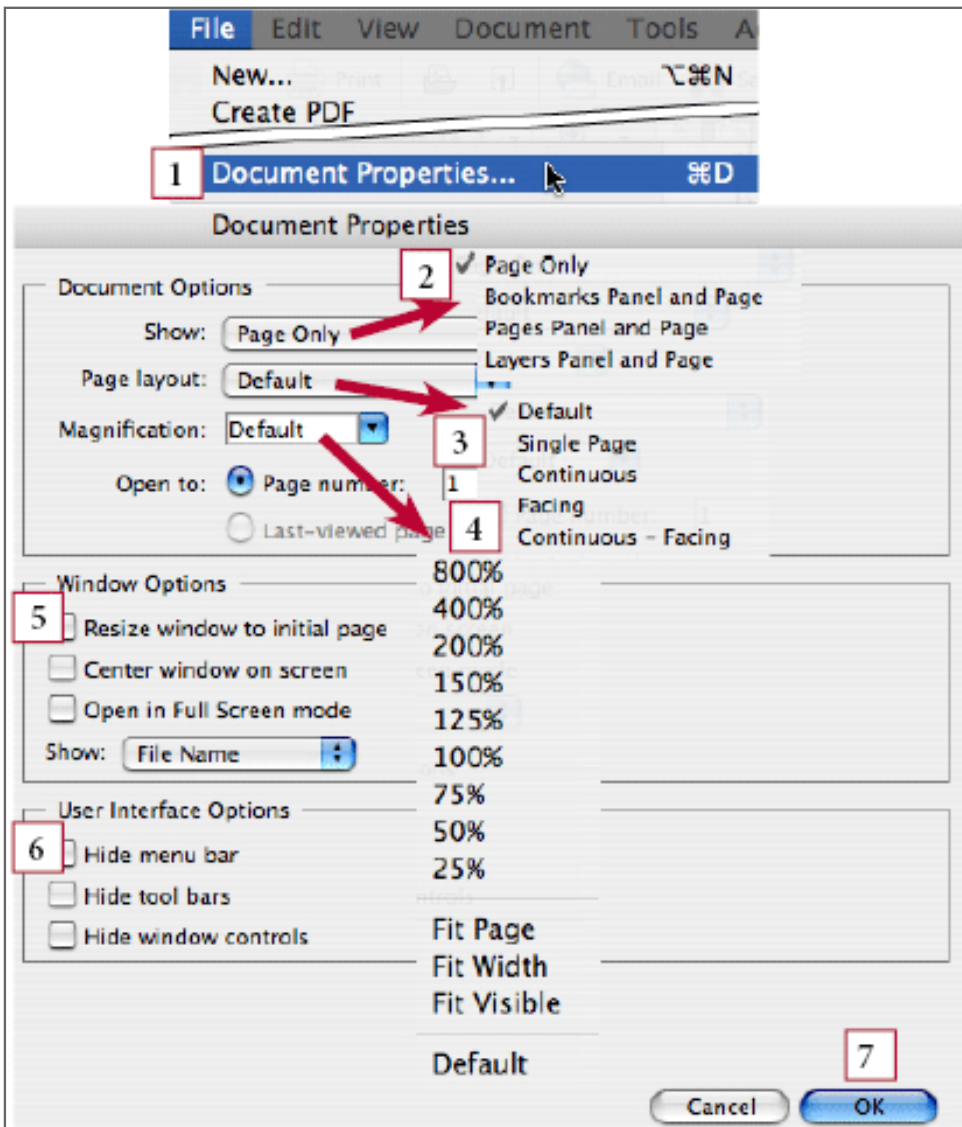 File Edit View Document Tools A
New... ⌥⌘N
Create PDF
1 Document Properties... ⌘D
Document Properties
2 ✓ Page Only
Bookmarks Panel and Page
Pages Panel and Page
Layers Panel and Page
Document Options
Show: Page Only
Page layout: Default
3 ✓ Default
Single Page
Continuous
Facing
Continuous - Facing
Magnification: Default
Open to: Page number: 1
Last-viewed page
4
800%
400%
200%
150%
125%
100%
75%
50%
25%
Fit Page
Fit Width
Fit Visible
Default
Window Options
5 Resize window to initial page
Center window on screen
Open in Full Screen mode
Show: File Name
User Interface Options
6 Hide menu bar
Hide tool bars
Hide window controls
7
Cancel OK